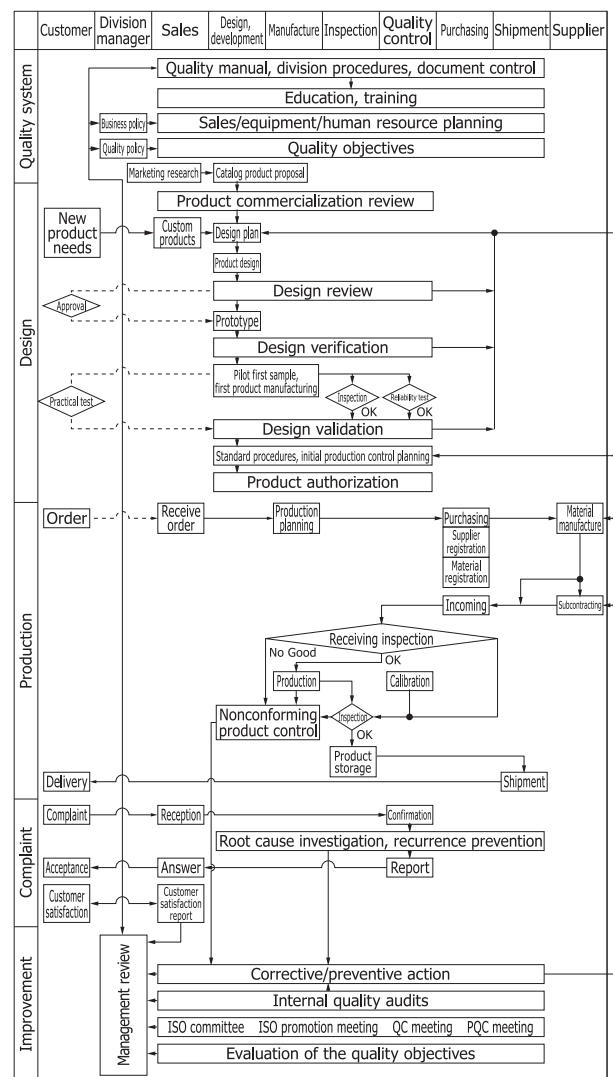 Customer
Division
manager
Sales
Design,
development
Manufacture
Inspection
Quality
control
Purchasing
Shipment
Supplier
Quality system
Quality manual, division procedures, document control
Education, training
Business policy
Sales/equipment/human resource planning
Quality policy
Quality objectives
Marketing research
Catalog product proposal
Design
Product commercialization review
New
product
needs
Custom
products
Design plan
Product design
Design review
Approval
Prototype
Design verification
Pilot first sample,
first product manufacturing
Practical test
Inspection
Reliability test
OK
OK
Design validation
Standard procedures, initial production control planning
Product authorization
Production
Order
Receive
order
Production
planning
Purchasing
Supplier
registration
Material
registration
Material
manufacture
Incoming
Subcontracting
Receiving inspection
No Good
OK
Production
Calibration
Nonconforming
product control
Inspection
OK
Product
storage
Delivery
Shipment
Complaint
Complaint
Reception
Confirmation
Root cause investigation, recurrence prevention
Acceptance
Answer
Report
Customer
satisfaction
Customer
satisfaction
report
Improvement
Management review
Corrective/preventive action
Internal quality audits
ISO committee ISO promotion meeting QC meeting PQC meeting
Evaluation of the quality objectives